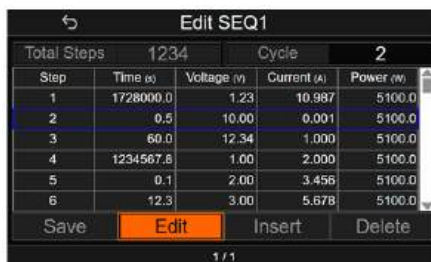 Edit SEQ1
Total Steps 1234 Cycle 2
Step Time (s) Voltage (V) Current (A) Power (W)
1 1728000.0 1.23 10.987 5100.0
2 0.5 10.00 0.001 5100.0
3 60.0 12.34 1.000 5100.0
4 1234567.8 1.00 2.000 5100.0
5 0.1 2.00 3.456 5100.0
6 12.3 3.00 5.678 5100.0
Save Edit Insert Delete
1 / 1